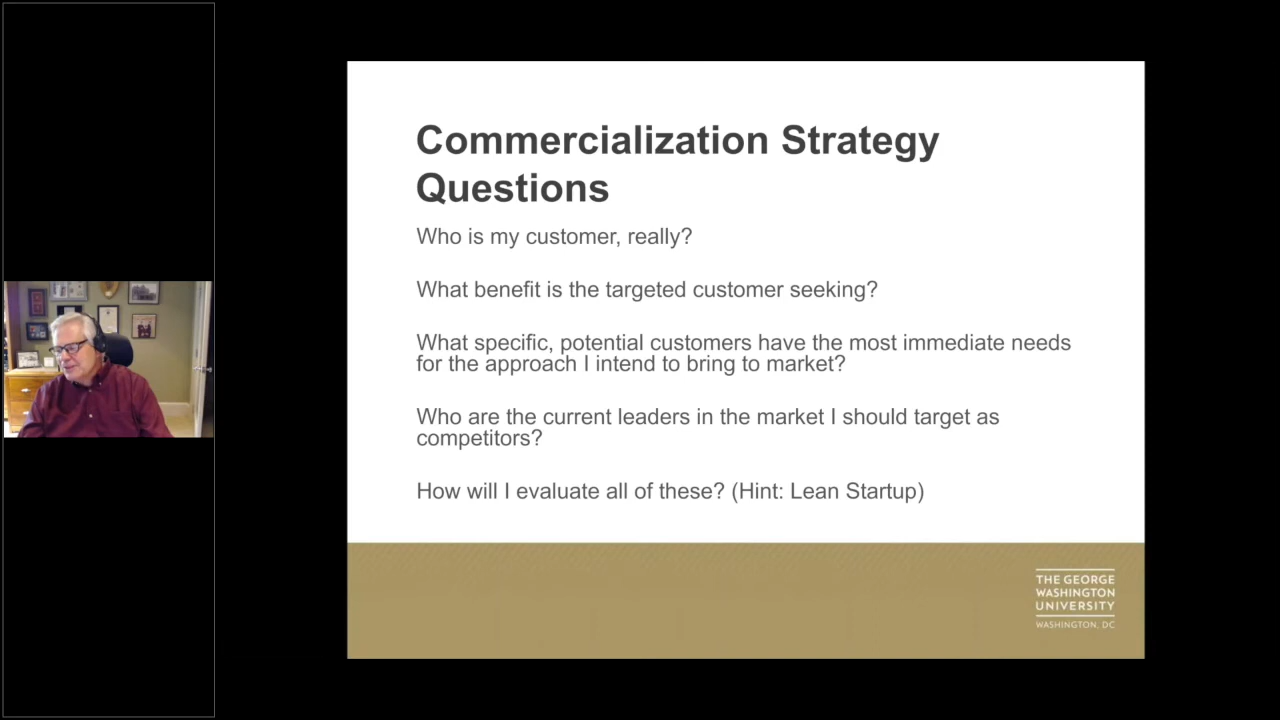 Commercialization Strategy
Questions
Who is my customer, really?
What benefit is the targeted customer seeking?
What specific, potential customers have the most immediate needs
for the approach I intend to bring to market?
Who are the current leaders in the market I should target as
competitors?
How will I evaluate all of these? (Hint: Lean Startup)
THE GEORGE
WASHINGTON
UNIVERSITY
WASHINGTON, DC